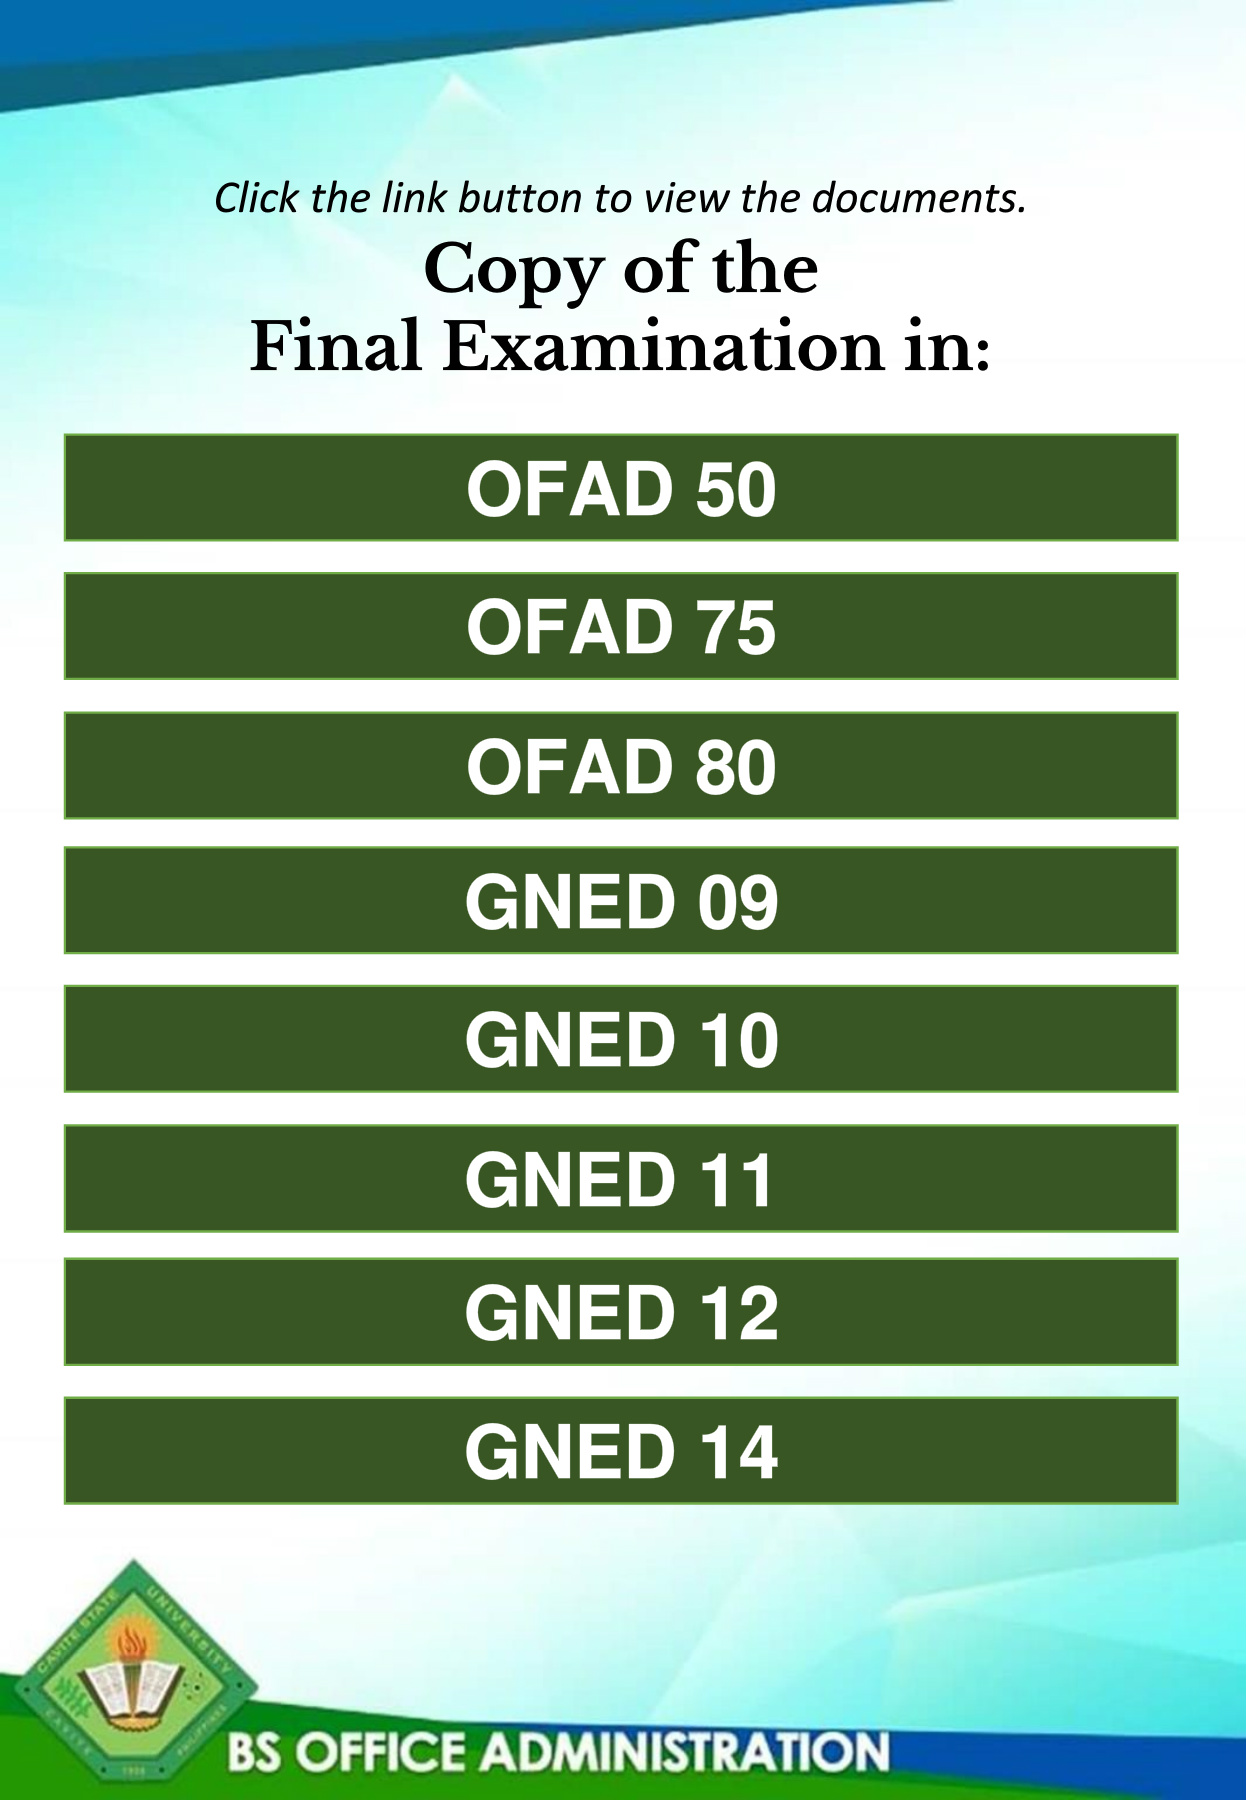 Click the link button to view the documents.
Copy of the
Final Examination in:
OFAD 50
OFAD 75
OFAD 80
GNED 09
GNED 10
GNED 11
GNED 12
GNED 14
CAVITE STATE UNIVERSITY
CAVITE 1906 PHILIPPINES
BS OFFICE ADMINISTRATION